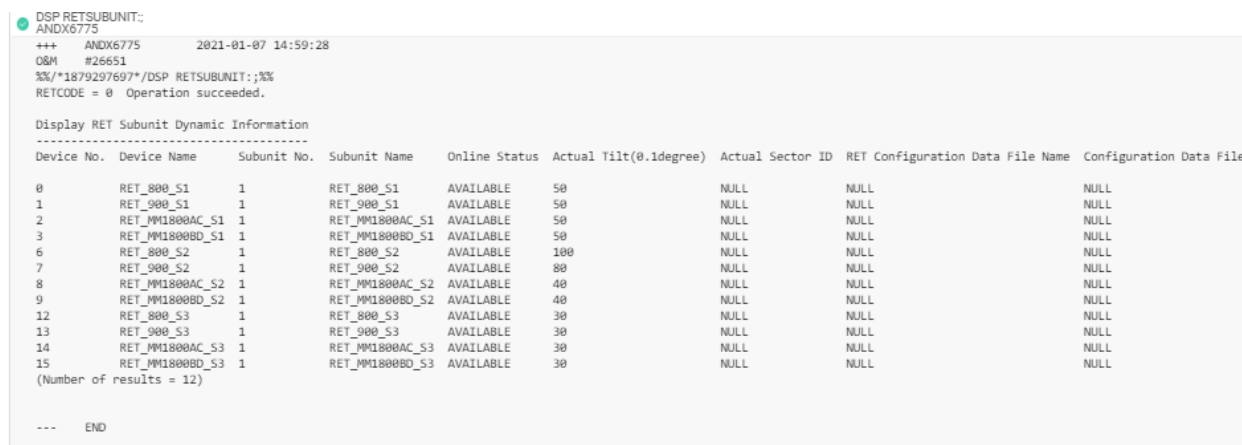 DSP RETSUBUNIT:;
ANDX6775
+++    ANDX6775        2021-01-07 14:59:28
O&M    #26651
%%/*1879297697*/DSP RETSUBUNIT:;%%
RETCODE = 0  Operation succeeded.
Display RET Subunit Dynamic Information
---------------------------------------
Device No.  Device Name      Subunit No.  Subunit Name     Online Status  Actual Tilt(0.1degree)  Actual Sector ID  RET Configuration Data File Name  Configuration Data File
0           RET_800_S1       1            RET_800_S1       AVAILABLE      50                      NULL              NULL                              NULL
1           RET_900_S1       1            RET_900_S1       AVAILABLE      50                      NULL              NULL                              NULL
2           RET_MM1800AC_S1  1            RET_MM1800AC_S1  AVAILABLE      50                      NULL              NULL                              NULL
3           RET_MM1800BD_S1  1            RET_MM1800BD_S1  AVAILABLE      50                      NULL              NULL                              NULL
6           RET_800_S2       1            RET_800_S2       AVAILABLE      100                     NULL              NULL                              NULL
7           RET_900_S2       1            RET_900_S2       AVAILABLE      80                      NULL              NULL                              NULL
8           RET_MM1800AC_S2  1            RET_MM1800AC_S2  AVAILABLE      40                      NULL              NULL                              NULL
9           RET_MM1800BD_S2  1            RET_MM1800BD_S2  AVAILABLE      40                      NULL              NULL                              NULL
12          RET_800_S3       1            RET_800_S3       AVAILABLE      30                      NULL              NULL                              NULL
13          RET_900_S3       1            RET_900_S3       AVAILABLE      30                      NULL              NULL                              NULL
14          RET_MM1800AC_S3  1            RET_MM1800AC_S3  AVAILABLE      30                      NULL              NULL                              NULL
15          RET_MM1800BD_S3  1            RET_MM1800BD_S3  AVAILABLE      30                      NULL              NULL                              NULL
(Number of results = 12)
---    END